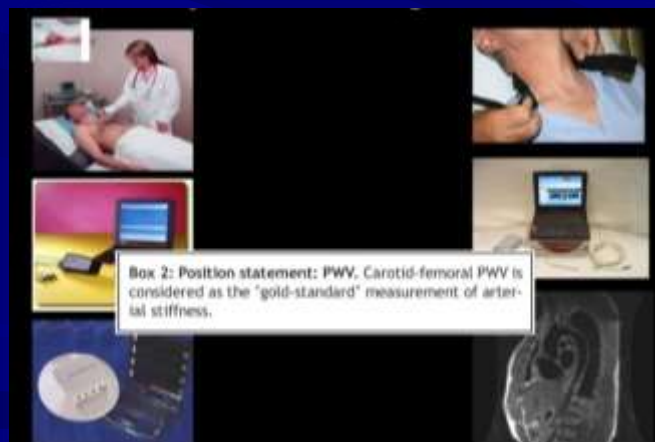 Box 2: Position statement: PWV. Carotid-femoral PWV is
considered as the "gold-standard" measurement of arter-
ial stiffness.